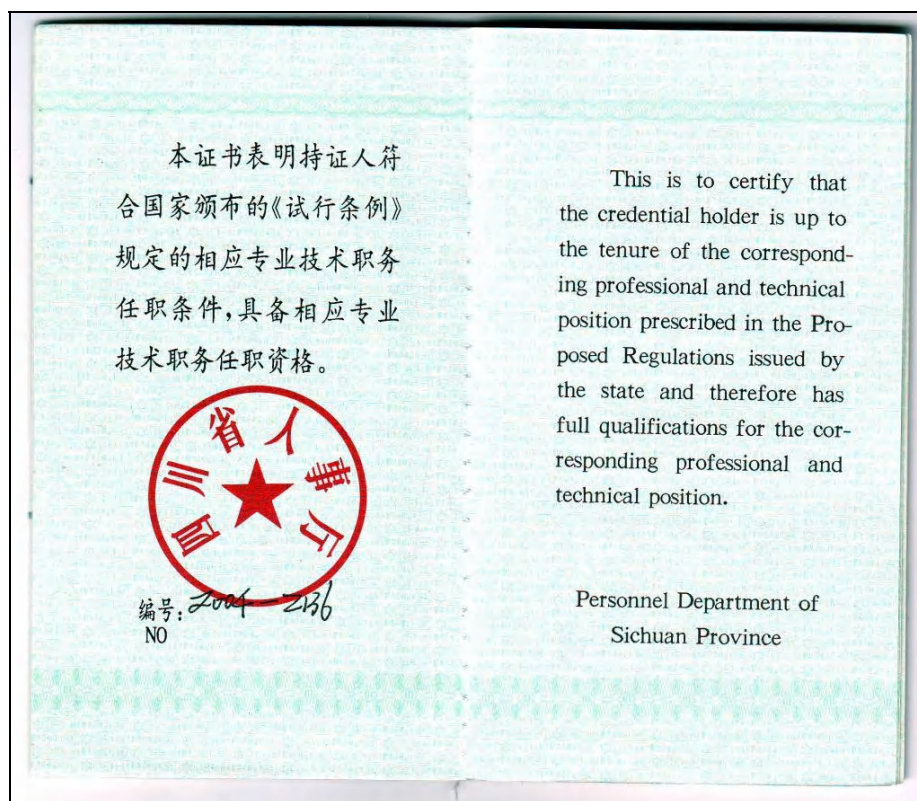 本证书表明持证人符
合国家颁布的《试行条例》
规定的相应专业技术职务
任职条件,具备相应专业
技术职务任职资格。
四川省人事厅
编号:2004-2136
NO
This is to certify that
the credential holder is up to
the tenure of the correspond-
ing professional and technical
position prescribed in the Pro-
posed Regulations issued by
the state and therefore has
full qualifications for the cor-
responding professional and
technical position.
Personnel Department of
Sichuan Province